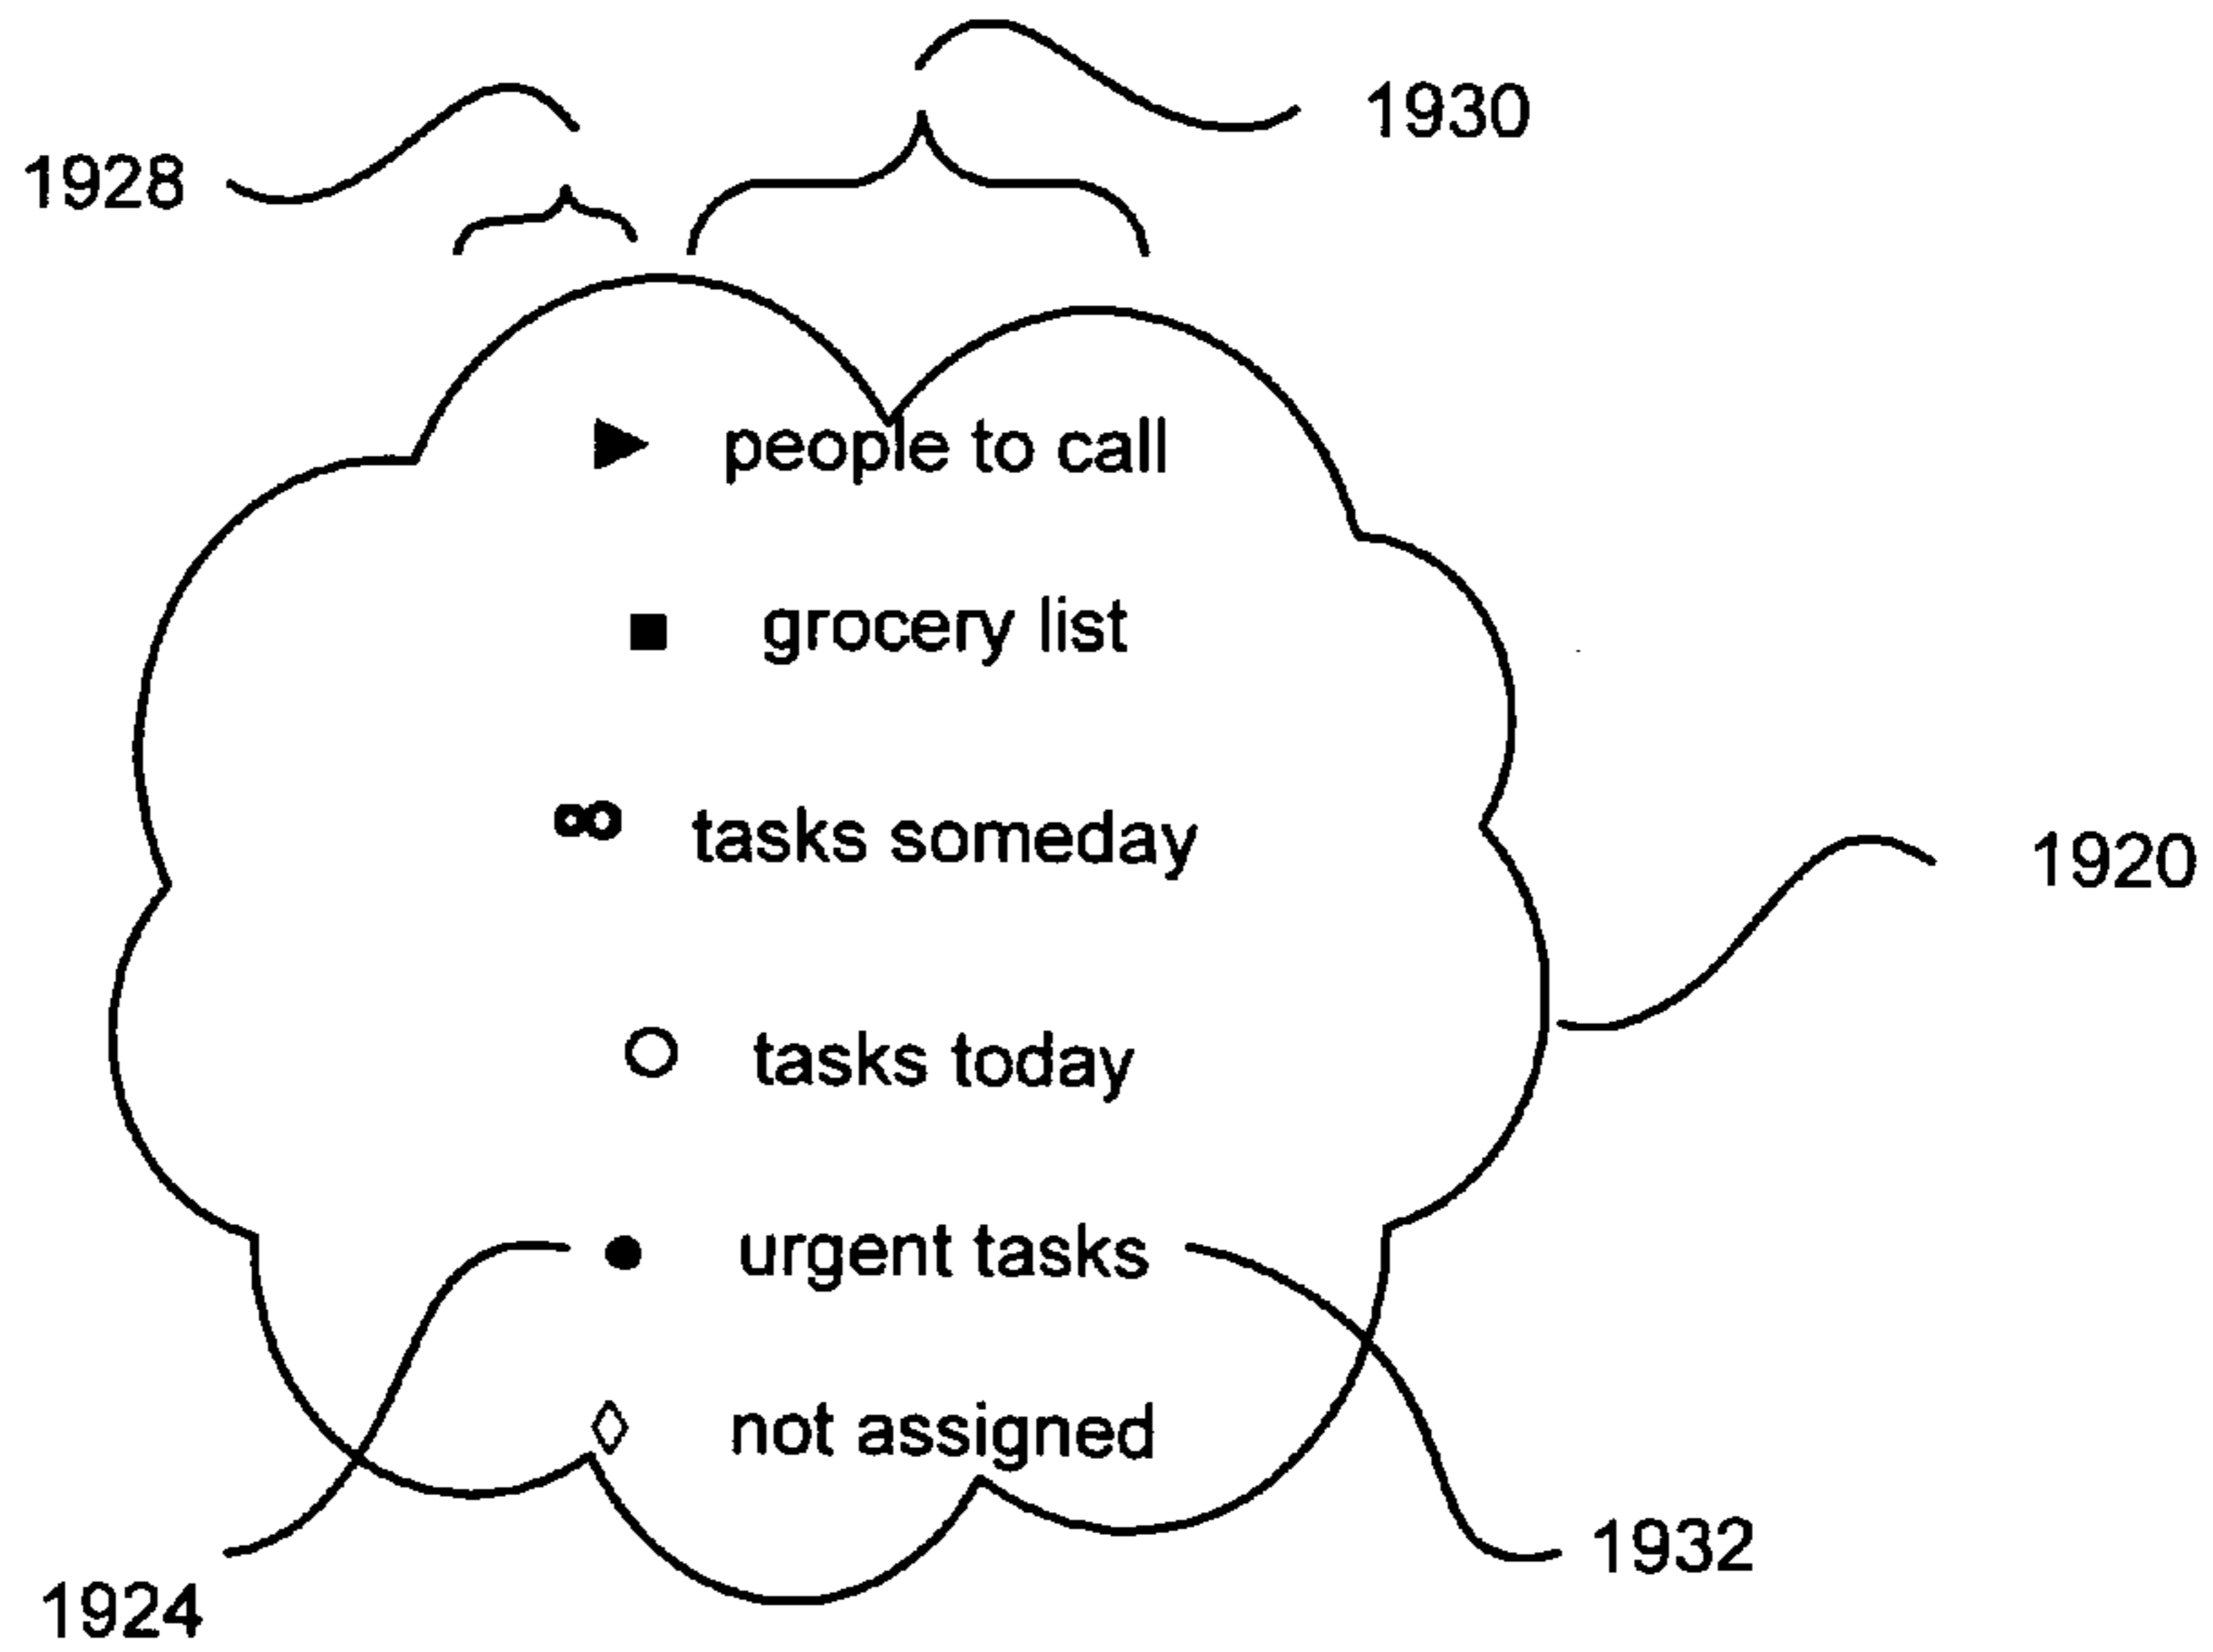 1930
1928
people to call
grocery list
tasks someday
1920
tasks today
urgent tasks
not assigned
1932
1924